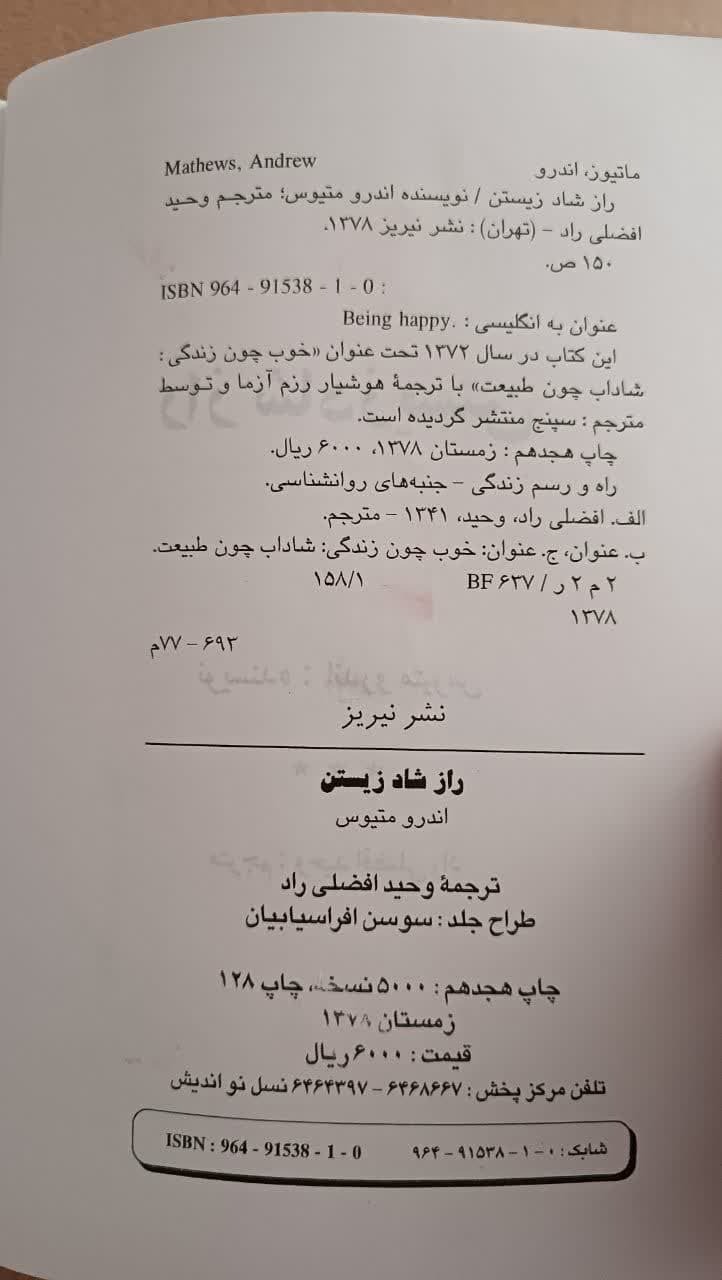 ماتیوز، اندرو Mathews, Andrew
راز شاد زیستن / نویسنده اندرو متیوس؛ مترجم وحید
افضلی راد – (تهران) : نشر نیریز ۱۳۷۸.
۱۵۰ ص.
ISBN 964 - 91538 - 1 - 0 :
عنوان به انگلیسی : Being happy.
این کتاب در سال ۱۳۷۲ تحت عنوان «خوب چون زندگی :
شاداب چون طبیعت» با ترجمهٔ هوشیار رزم آزما و توسط
مترجم : سپنج منتشر گردیده است.
چاپ هجدهم : زمستان ۱۳۷۸، ۶۰۰۰ ریال.
راه و رسم زندگی – جنبه‌های روانشناسی.
الف. افضلی راد، وحید، ۱۳۴۱ – مترجم.
ب. عنوان، ج. عنوان: خوب چون زندگی: شاداب چون طبیعت.
۲ م ۲ ر / BF ۶۳۷ ۱۵۸/۱
۱۳۷۸
۶۹۳ – ۷۷م
نشر نیریز
راز شاد زیستن
اندرو متیوس
ترجمهٔ وحید افضلی راد
طراح جلد : سوسن افراسیابیان
چاپ هجدهم : ۵۰۰۰ نسخه، چاپ ۱۲۸
زمستان ۱۳۷۸
قیمت : ۶۰۰۰ ریال
تلفن مرکز پخش : ۶۴۶۸۶۶۷ – ۶۴۶۴۳۹۷ نسل نو اندیش
شابک : ۰ – ۱ – ۹۱۵۳۸ – ۹۶۴ ISBN : 964 - 91538 - 1 - 0